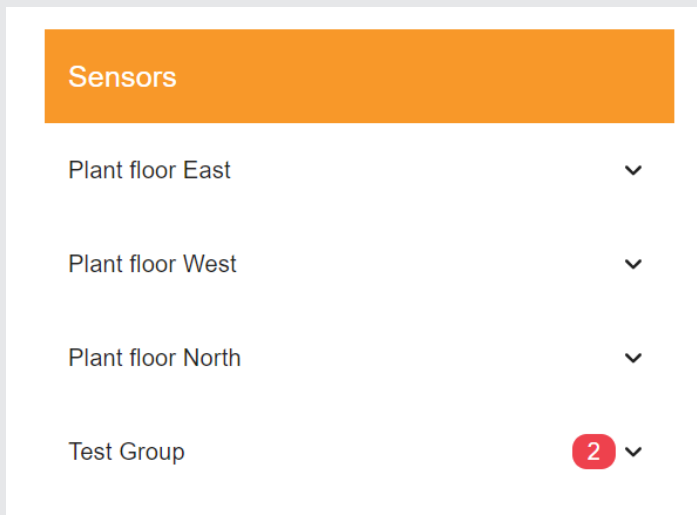 Sensors
Plant floor East
Plant floor West
Plant floor North
Test Group 2